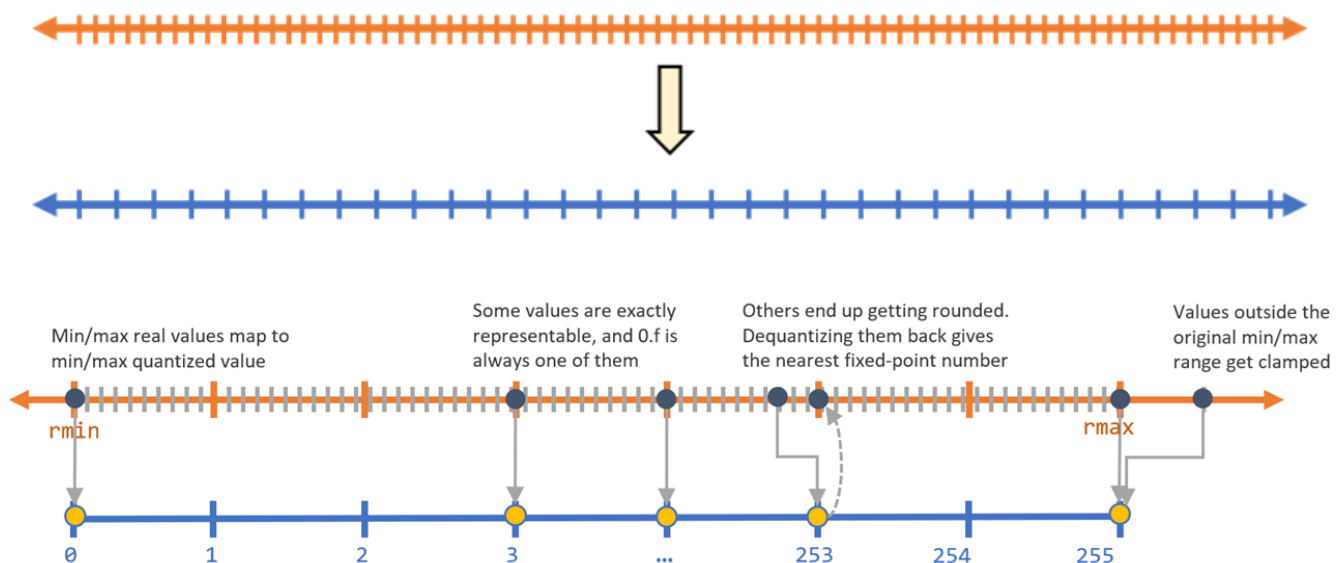 Min/max real values map to
min/max quantized value
Some values are exactly
representable, and 0.f is
always one of them
Others end up getting rounded.
Dequantizing them back gives
the nearest fixed-point number
Values outside the
original min/max
range get clamped
rmin
rmax
0
1
2
3
...
253
254
255